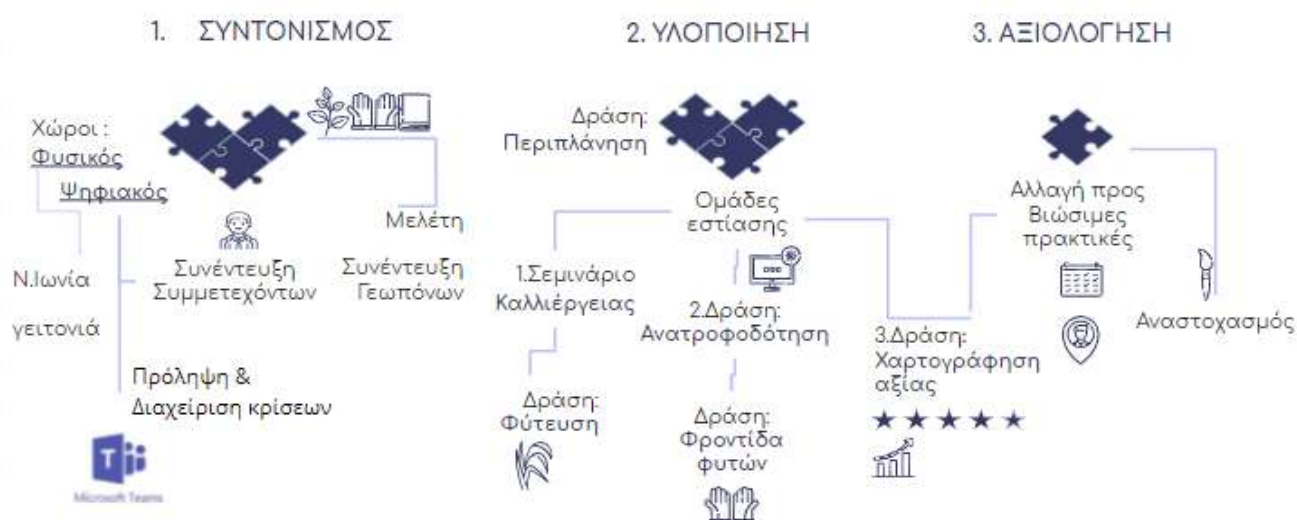 1. ΣΥΝΤΟΝΙΣΜΟΣ
Χώροι :
Φυσικός
Ψηφιακός
Ν.Ιωνία
γειτονιά
Συνέντευξη
Συμμετεχόντων
Μελέτη
Συνέντευξη
Γεωπόνων
Πρόληψη &
Διαχείριση κρίσεων
T
Microsoft Teams
2. ΥΛΟΠΟΙΗΣΗ
Δράση:
Περιπλάνηση
Ομάδες
εστίασης
1.Σεμινάριο
Καλλιέργειας
Δράση:
Φύτευση
2.Δράση:
Ανατροφοδότηση
Δράση:
Φροντίδα
φυτών
3.Δράση:
Χαρτογράφηση
αξίας
3. ΑΞΙΟΛΟΓΗΣΗ
Αλλαγή προς
Βιώσιμες
πρακτικές
Αναστοχασμός